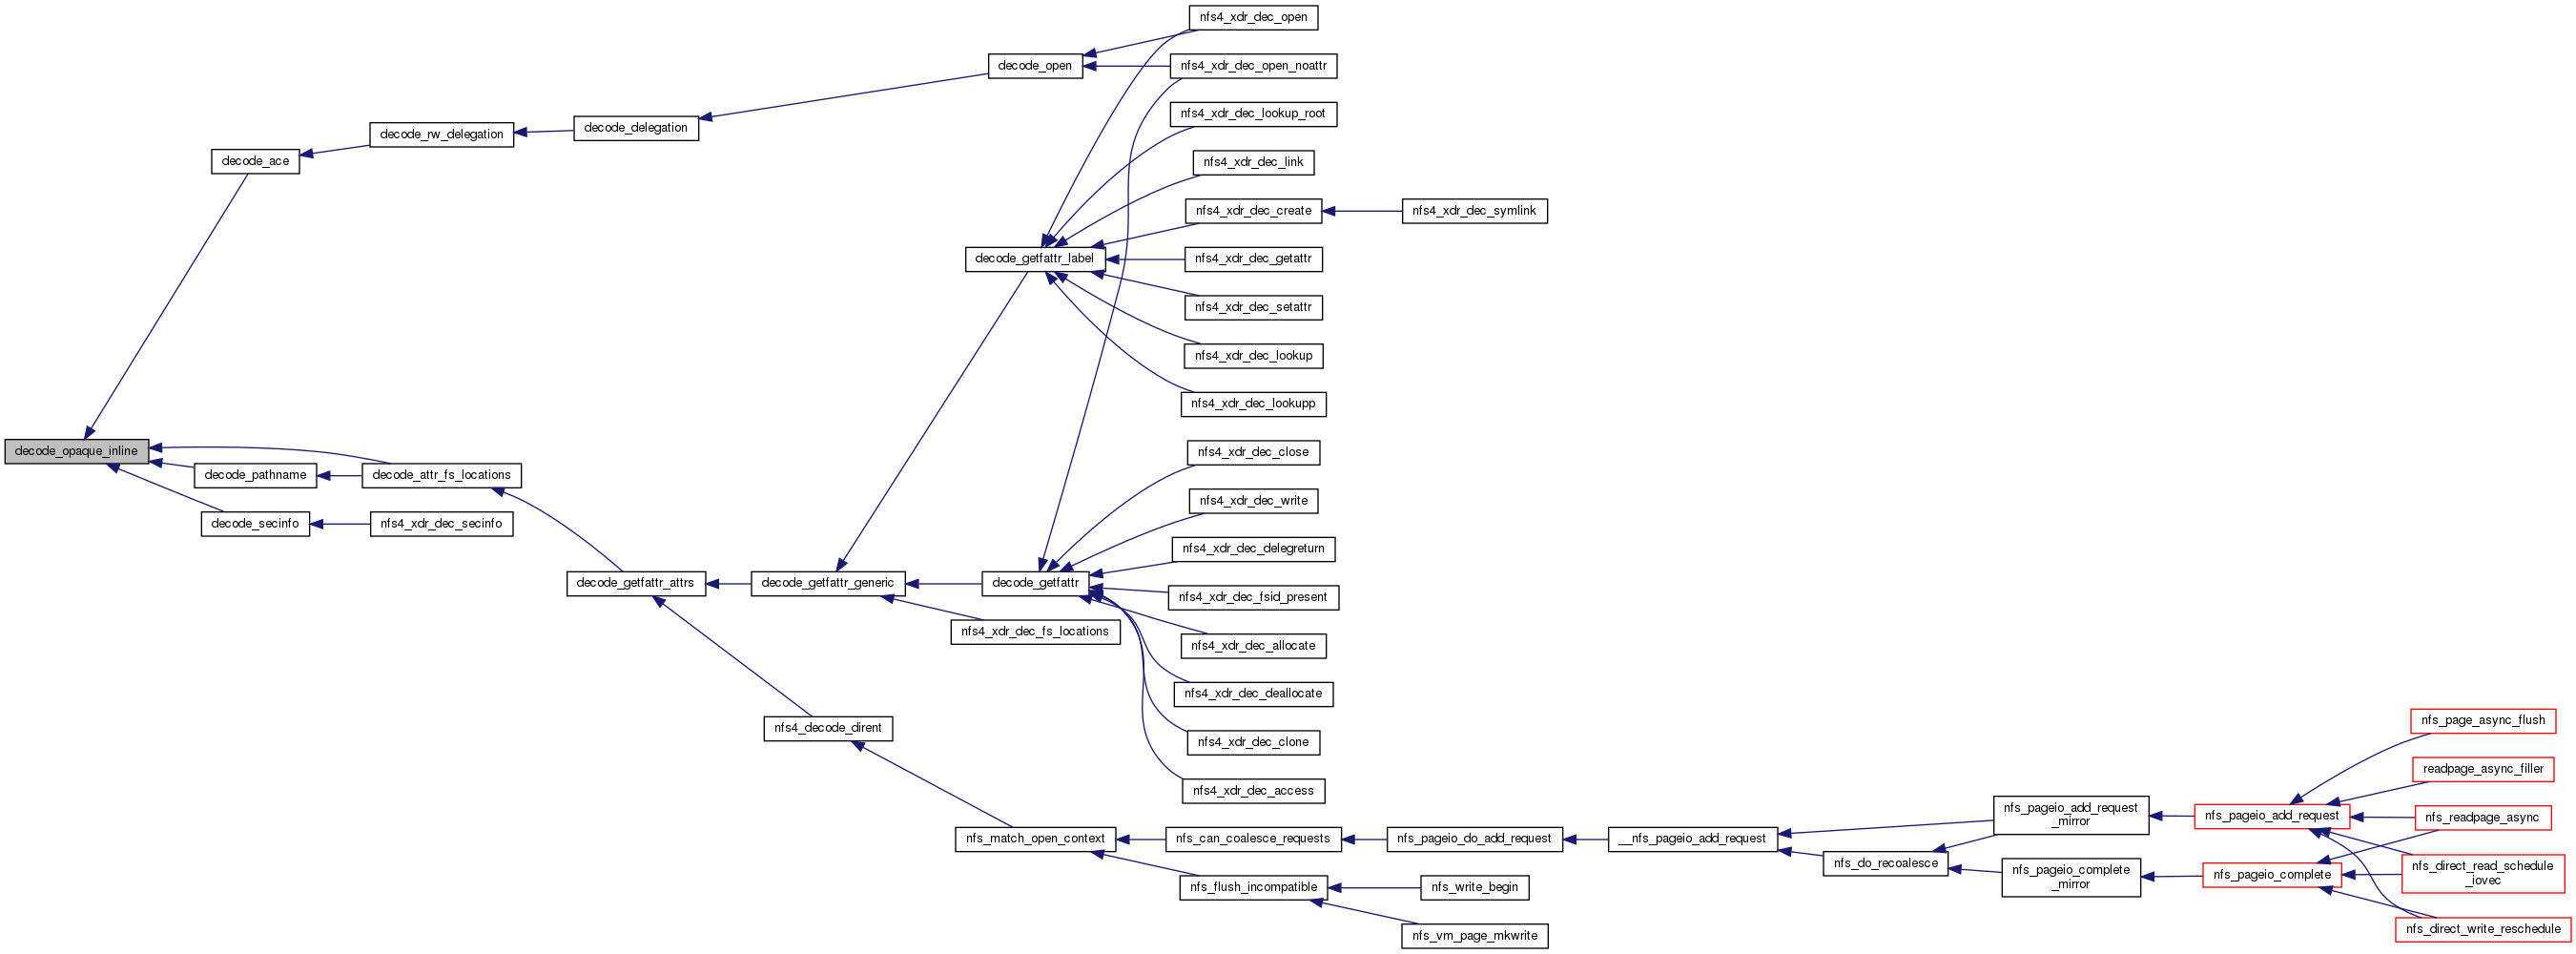 nfs4_xdr_dec_open
decode_open
nfs4_xdr_dec_open_noattr
nfs4_xdr_dec_lookup_root
decode_rw_delegation
decode_delegation
decode_ace
nfs4_xdr_dec_link
nfs4_xdr_dec_create
nfs4_xdr_dec_symlink
decode_getfattr_label
nfs4_xdr_dec_getattr
nfs4_xdr_dec_setattr
nfs4_xdr_dec_lookup
nfs4_xdr_dec_lookupp
decode_opaque_inline
nfs4_xdr_dec_close
decode_pathname
decode_attr_fs_locations
nfs4_xdr_dec_write
decode_secinfo
nfs4_xdr_dec_secinfo
nfs4_xdr_dec_delegreturn
decode_getfattr_attrs
decode_getfattr_generic
decode_getfattr
nfs4_xdr_dec_fsid_present
nfs4_xdr_dec_fs_locations
nfs4_xdr_dec_allocate
nfs4_xdr_dec_deallocate
nfs4_decode_dirent
nfs_page_async_flush
nfs4_xdr_dec_clone
readpage_async_filler
nfs4_xdr_dec_access
nfs_pageio_add_request
_mirror
nfs_pageio_add_request
nfs_readpage_async
nfs_match_open_context
nfs_can_coalesce_requests
nfs_pageio_do_add_request
__nfs_pageio_add_request
nfs_do_recoalesce
nfs_pageio_complete
_mirror
nfs_pageio_complete
nfs_direct_read_schedule
_iovec
nfs_flush_incompatible
nfs_write_begin
nfs_vm_page_mkwrite
nfs_direct_write_reschedule